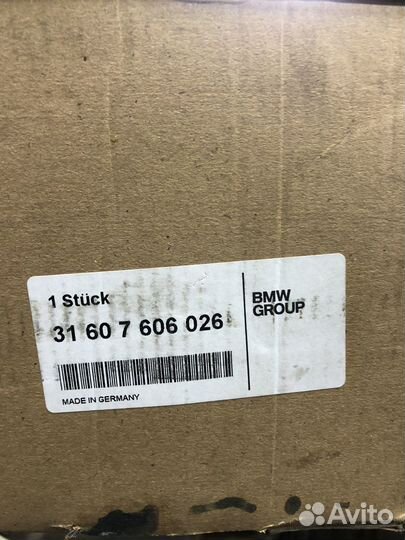 1 Stück
31 60 7 606 026
MADE IN GERMANY
BMW
GROUP
Avito